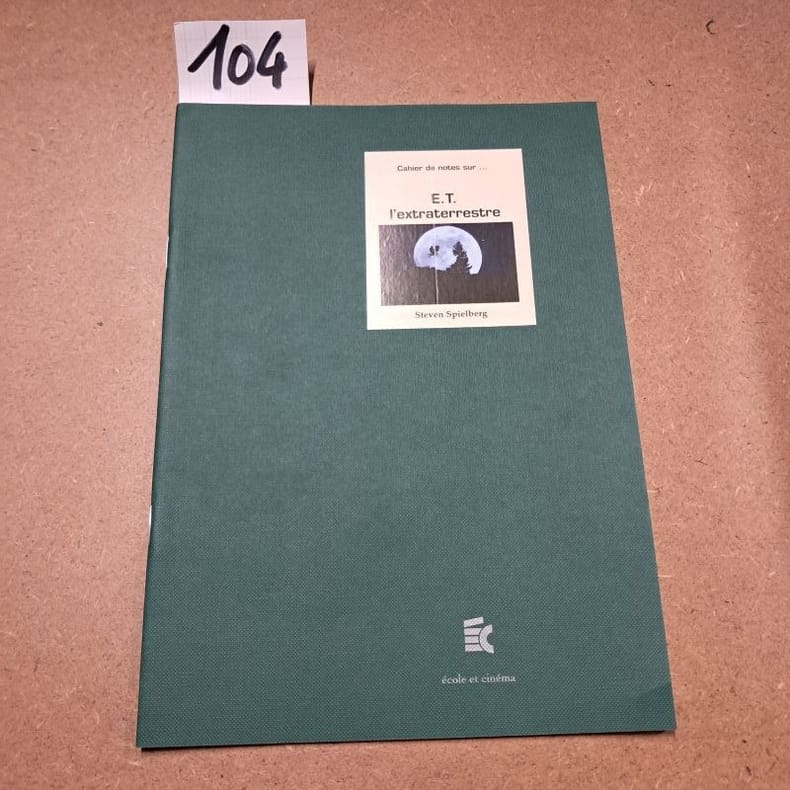 104
Cahier de notes sur ...
E.T.
l'extraterrestre
Steven Spielberg
EC
école et cinéma